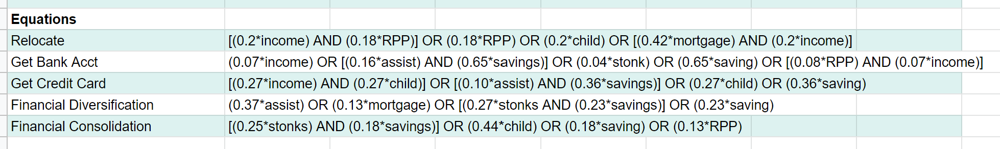 Equations
Relocate [(0.2*income) AND (0.18*RPP)] OR (0.18*RPP) OR (0.2*child) OR [(0.42*mortgage) AND (0.2*income)]
Get Bank Acct (0.07*income) OR [(0.16*assist) AND (0.65*savings)] OR (0.04*stonk) OR (0.65*saving) OR [(0.08*RPP) AND (0.07*income)]
Get Credit Card [(0.27*income) AND (0.27*child)] OR [(0.10*assist) AND (0.36*savings)] OR (0.27*child) OR (0.36*saving)
Financial Diversification (0.37*assist) OR (0.13*mortgage) OR [(0.27*stonks AND (0.23*savings)] OR (0.23*saving)
Financial Consolidation [(0.25*stonks) AND (0.18*savings)] OR (0.44*child) OR (0.18*saving) OR (0.13*RPP)